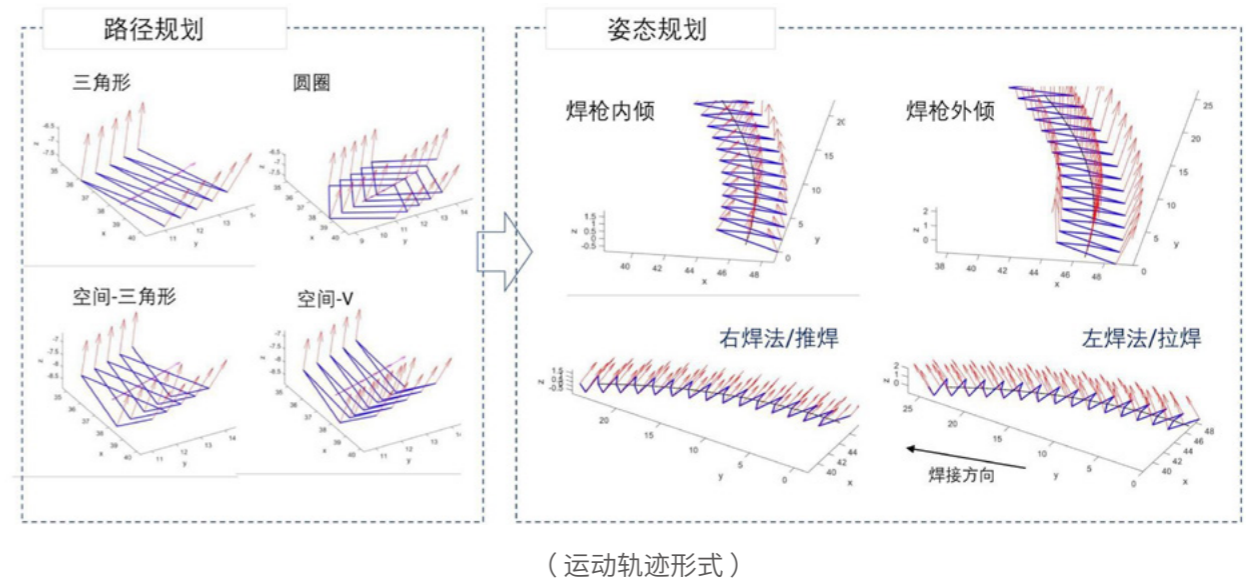 路径规划
姿态规划
三角形
圆圈
焊枪内倾
焊枪外倾
空间-三角形
空间-V
右焊法/推焊
左焊法/拉焊
焊接方向
(运动轨迹形式)